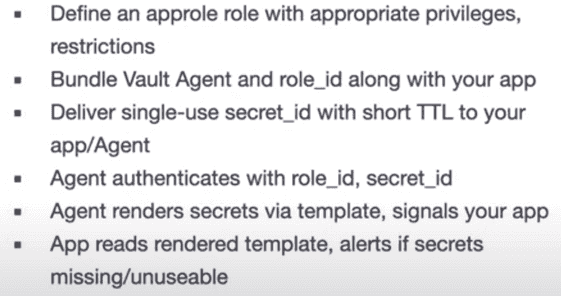 ▪ Define an approle role with appropriate privileges,
restrictions
▪ Bundle Vault Agent and role_id along with your app
▪ Deliver single-use secret_id with short TTL to your
app/Agent
▪ Agent authenticates with role_id, secret_id
▪ Agent renders secrets via template, signals your app
▪ App reads rendered template, alerts if secrets
missing/unuseable